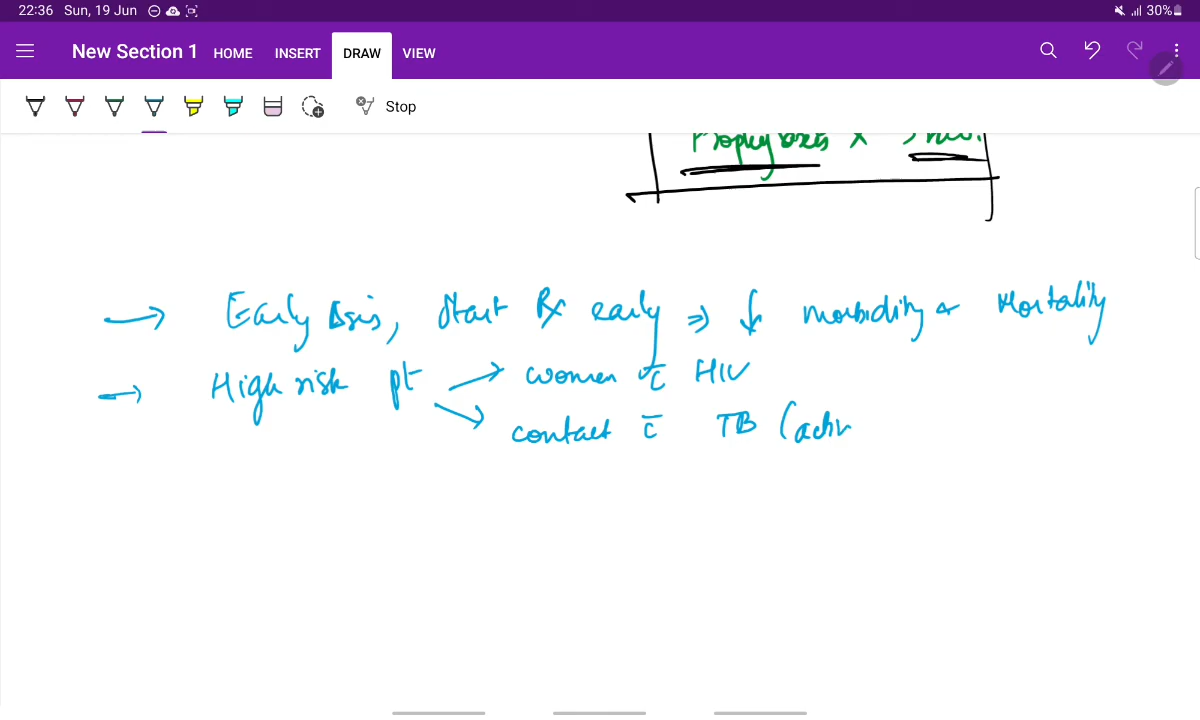 22:36 Sun, 19 Jun 30%
New Section 1 HOME INSERT DRAW VIEW
Stop
→ Early Δsis, Start Rx early ⇒ ↓ morbidity & Mortality
→ High risk pt → women c̅ HIV
→ contact c̅ TB (activ